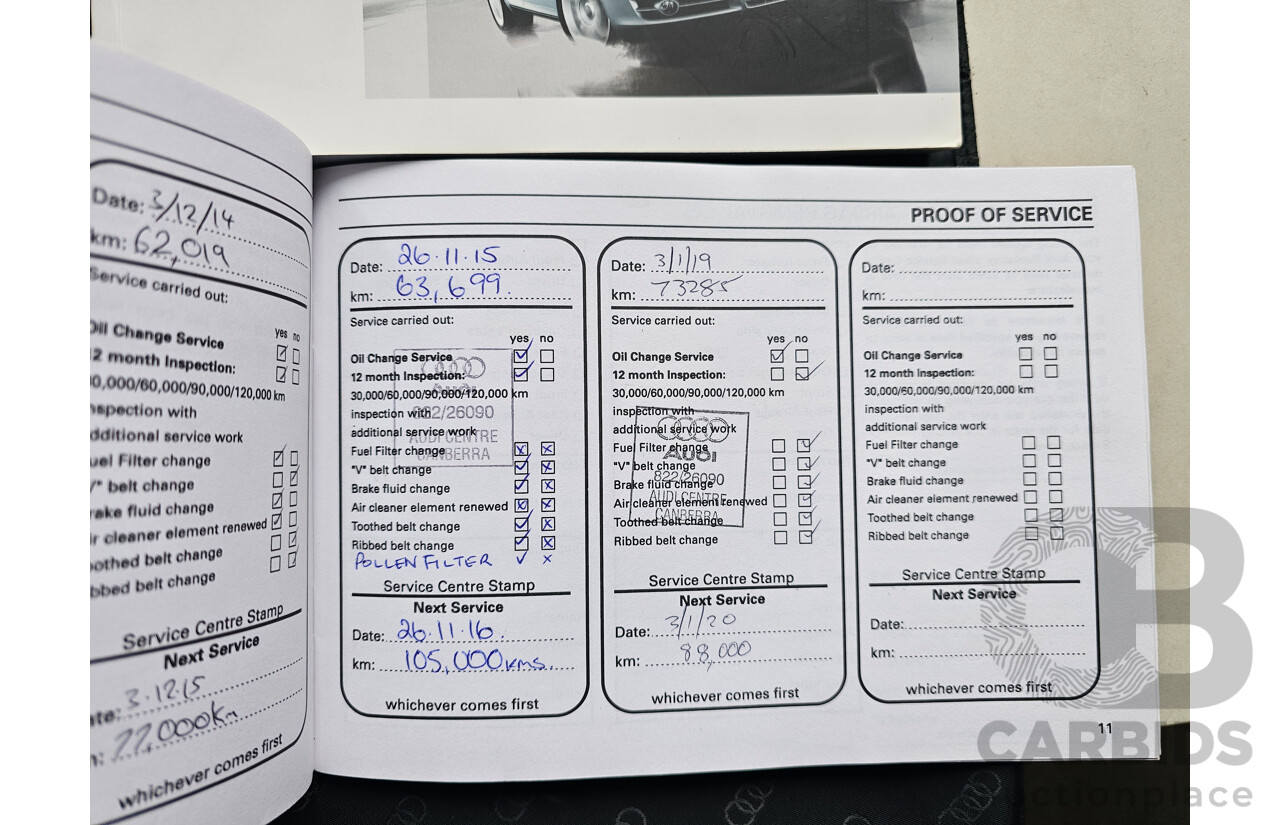 Date: 3/12/14
km: 62,019
Service carried out:
yes no
Oil Change Service
12 month Inspection:
30,000/60,000/90,000/120,000 km
inspection with
additional service work
Fuel Filter change
"V" belt change
Brake fluid change
Air cleaner element renewed
Toothed belt change
Ribbed belt change
Service Centre Stamp
Next Service
Date: 3.12.15
77,000km
whichever comes first
PROOF OF SERVICE
Date: 26.11.15
km: 63,699.
Service carried out:
yes no
Oil Change Service
12 month Inspection:
30,000/60,000/90,000/120,000 km
inspection with
additional service work
Fuel Filter change
"V" belt change
Brake fluid change
Air cleaner element renewed
Toothed belt change
Ribbed belt change
POLLEN FILTER
AUDI
822/26090
AUDI CENTRE
CANBERRA
Service Centre Stamp
Next Service
Date: 26.11.16.
km: 105,000kms.
whichever comes first
Date: 3/1/19
km: 73285
Service carried out:
yes no
Oil Change Service
12 month Inspection:
30,000/60,000/90,000/120,000 km
inspection with
additional service work
Fuel Filter change
"V" belt change
Brake fluid change
Air cleaner element renewed
Toothed belt change
Ribbed belt change
AUDI
822/26090
AUDI CENTRE
CANBERRA
Service Centre Stamp
Next Service
Date: 3/1/20
km: 88,000
whichever comes first
Date:
km:
Service carried out:
yes no
Oil Change Service
12 month Inspection:
30,000/60,000/90,000/120,000 km
inspection with
additional service work
Fuel Filter change
"V" belt change
Brake fluid change
Air cleaner element renewed
Toothed belt change
Ribbed belt change
Service Centre Stamp
Next Service
Date:
km:
whichever comes first
11
CB
CARBIDS
auctionplace